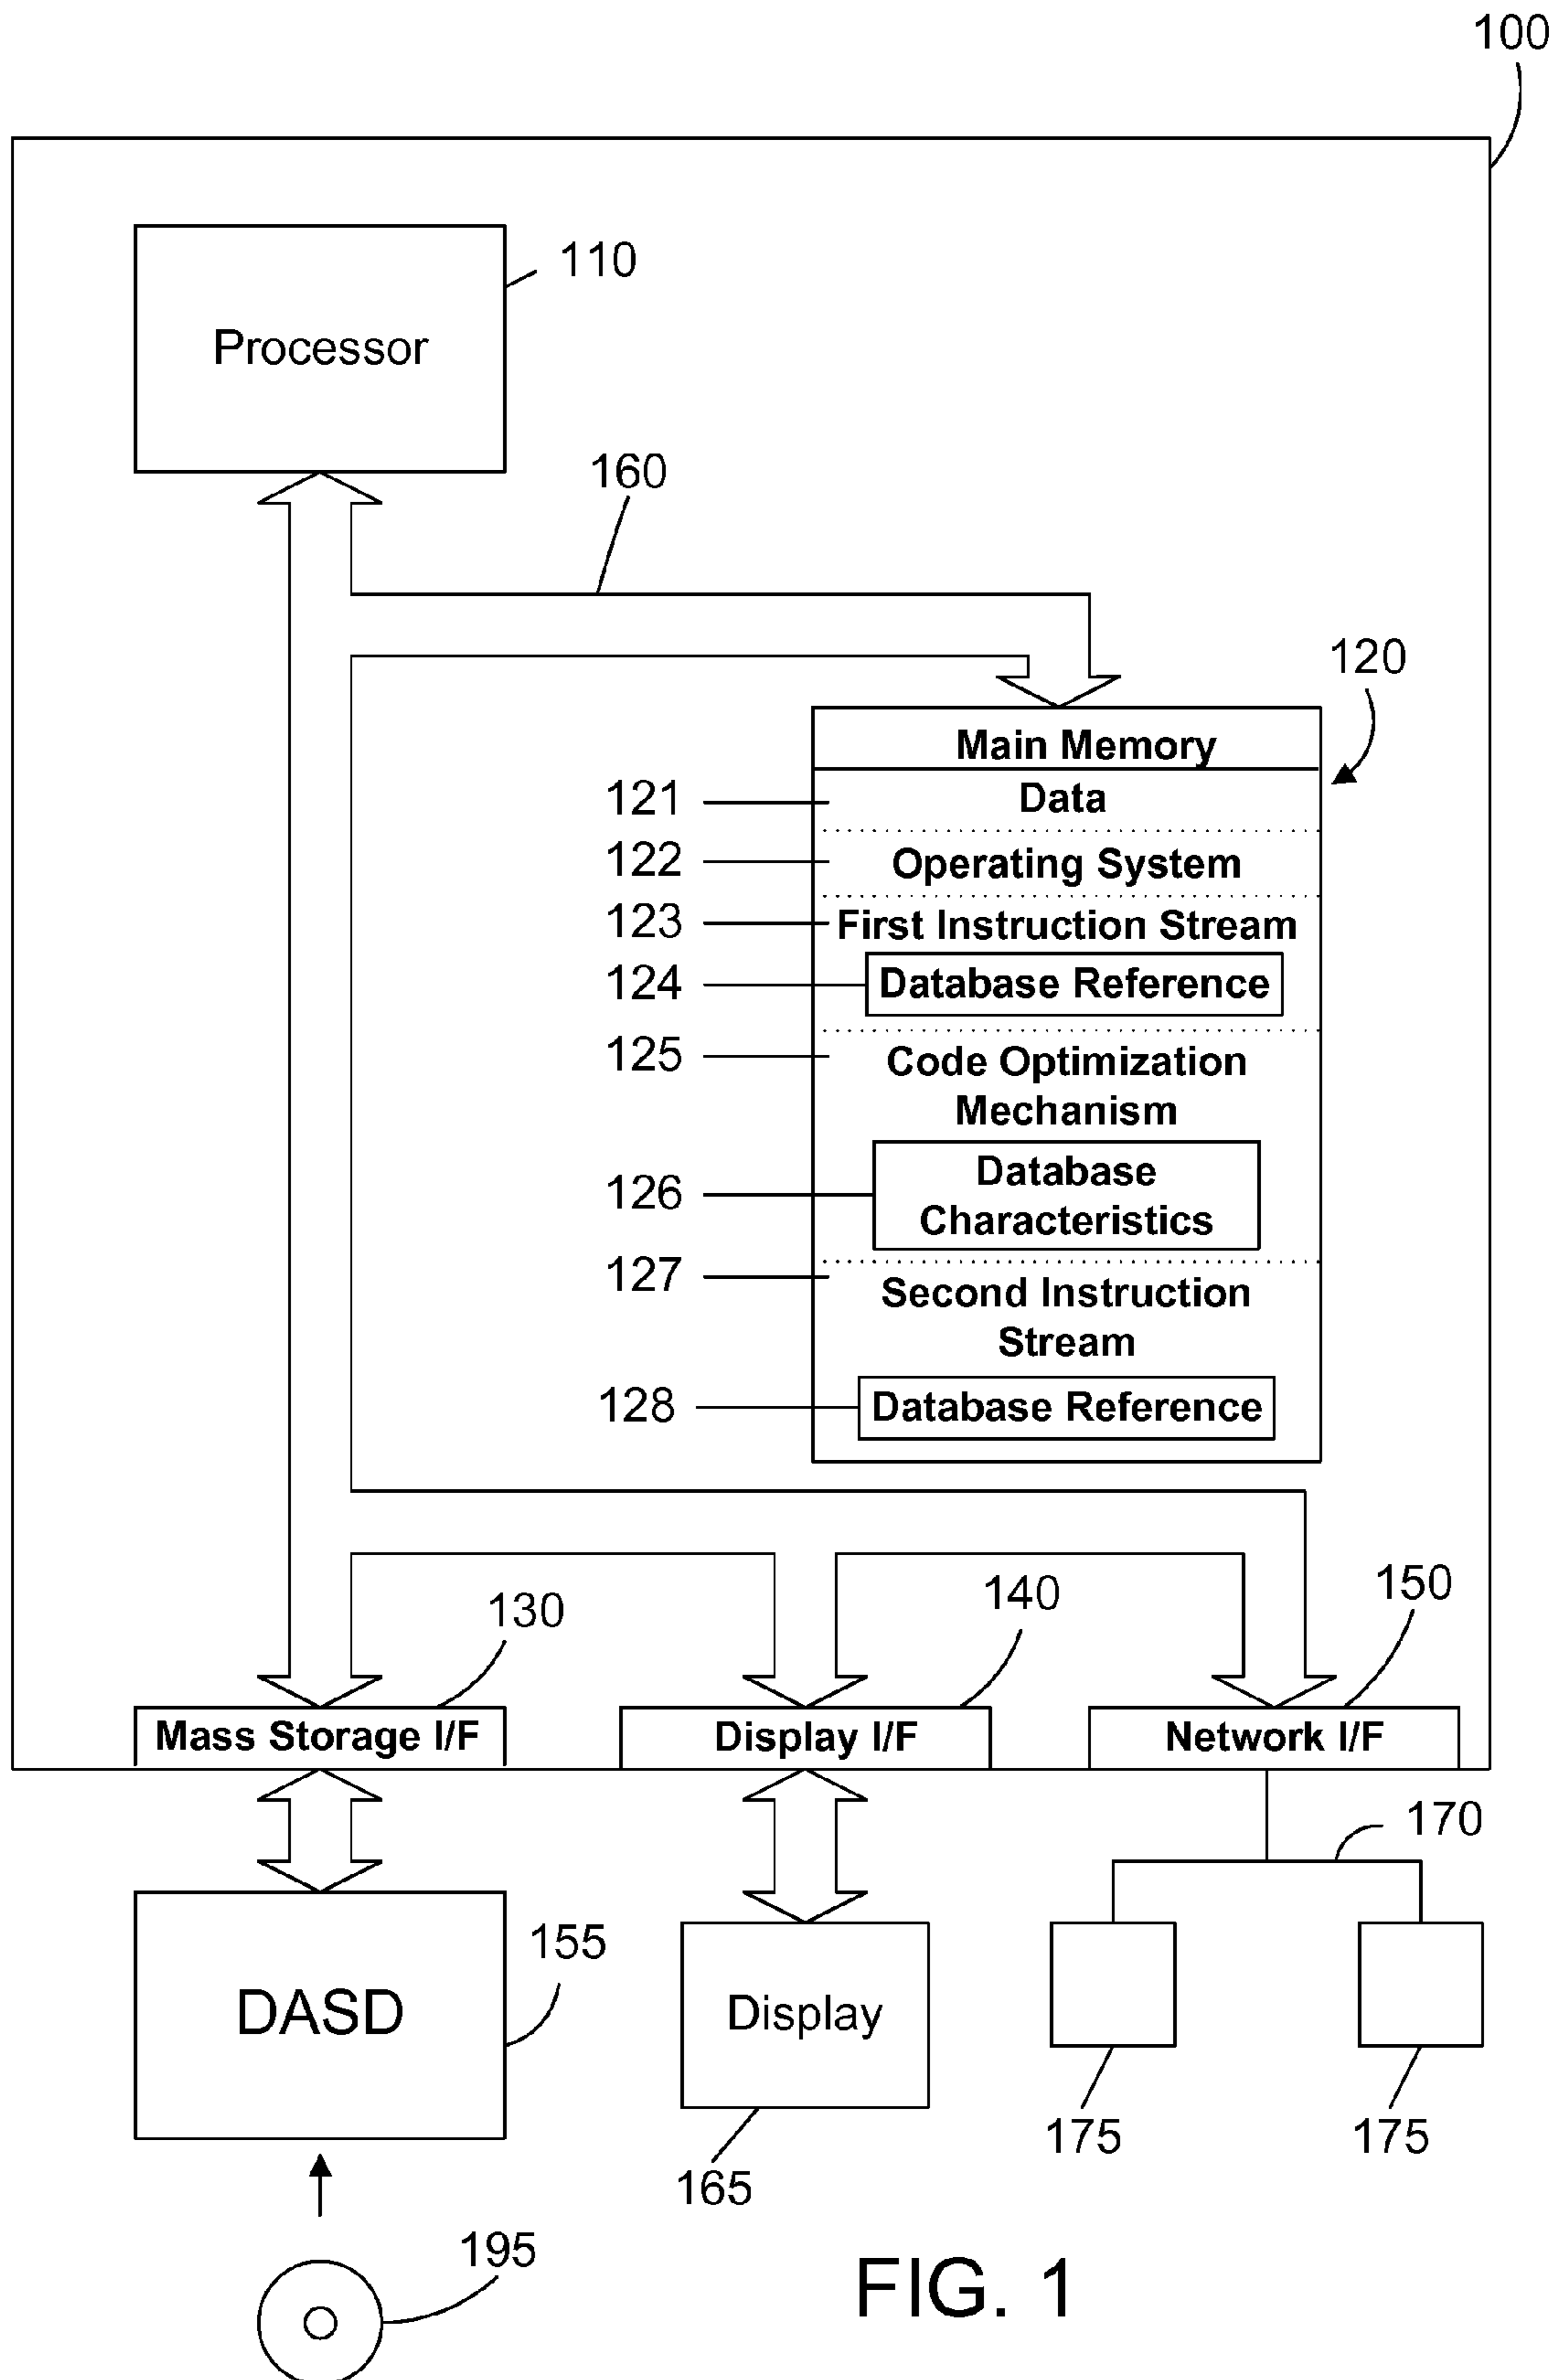 100
110
Processor
160
120
Main Memory
121
Data
122
Operating System
123
First Instruction Stream
124
Database Reference
125
Code Optimization
Mechanism
126
Database
Characteristics
127
Second Instruction
Stream
128
Database Reference
130
140
150
Mass Storage I/F
Display I/F
Network I/F
170
155
DASD
Display
175
175
165
195
FIG. 1